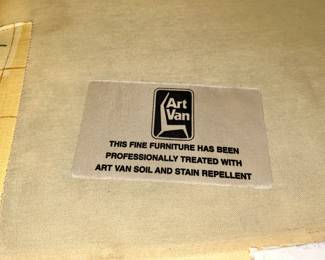 Art
Van
THIS FINE FURNITURE HAS BEEN
PROFESSIONALLY TREATED WITH
ART VAN SOIL AND STAIN REPELLENT